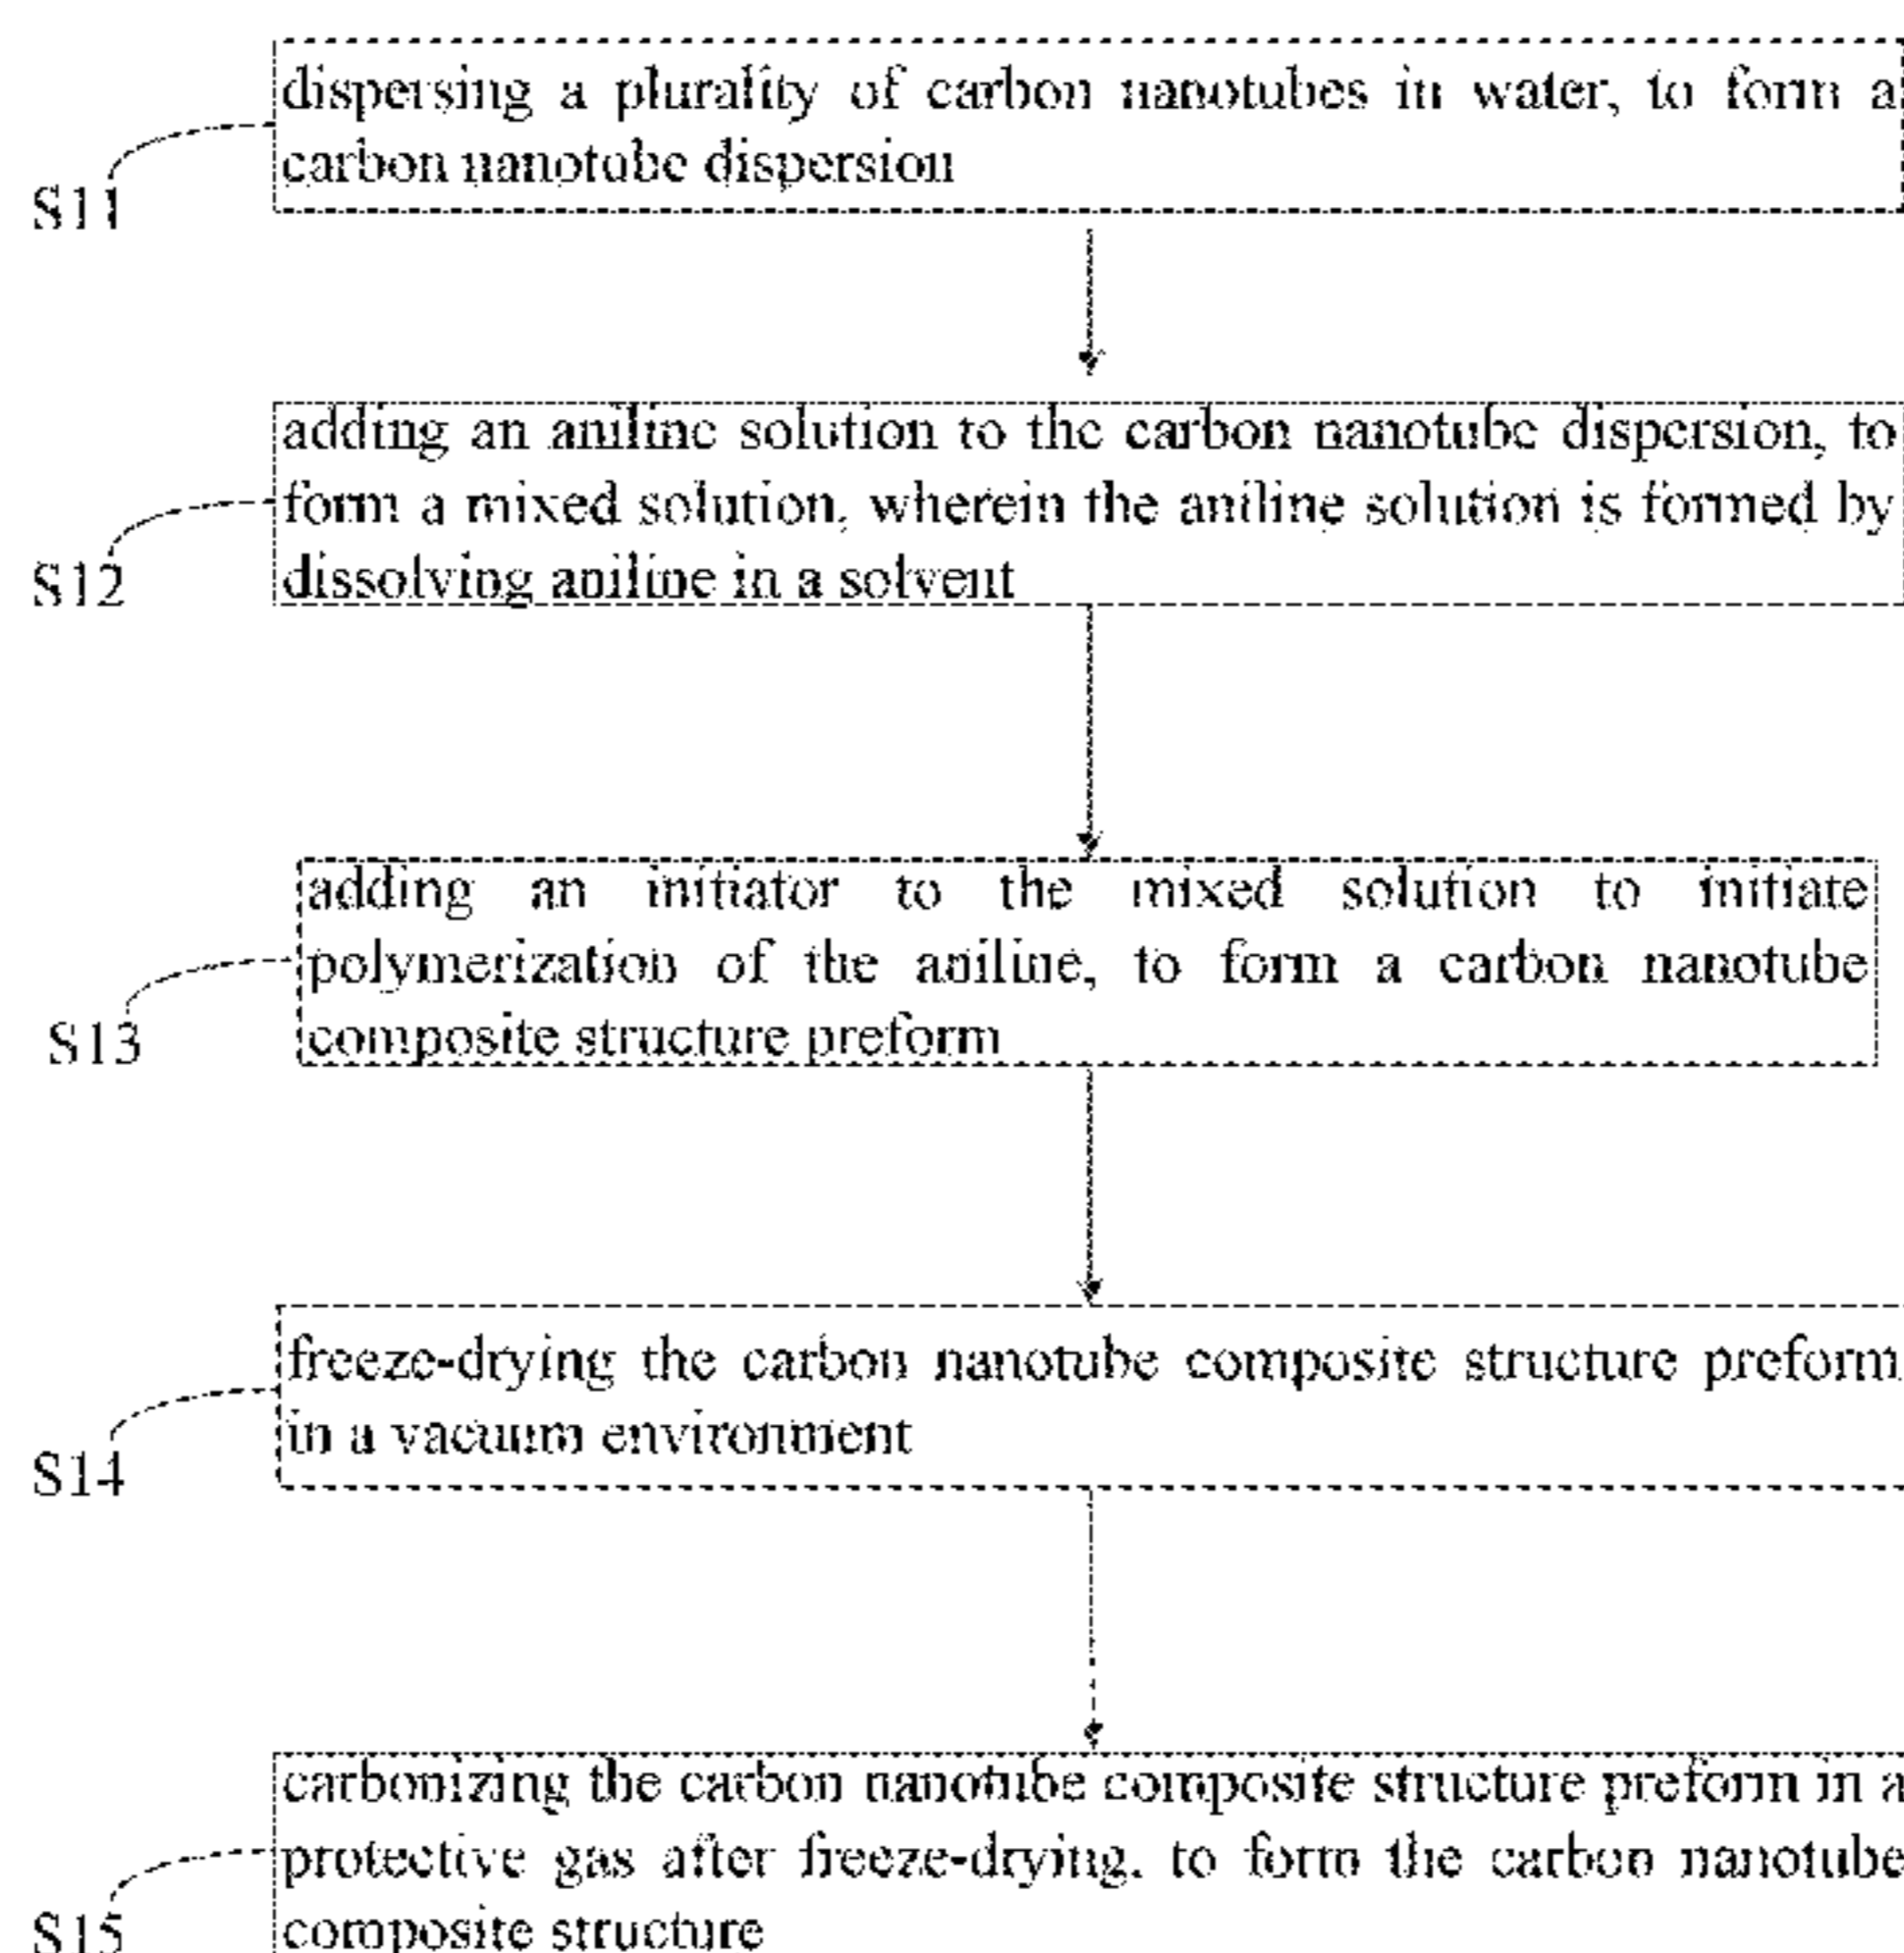 dispersing a plurality of carbon nanotubes in water, to form a
carbon nanotube dispersion
S11
adding an aniline solution to the carbon nanotube dispersion, to
form a mixed solution, wherein the aniline solution is formed by
dissolving aniline in a solvent
S12
adding an initiator to the mixed solution to initiate
polymerization of the aniline, to form a carbon nanotube
composite structure preform
S13
freeze-drying the carbon nanotube composite structure preform
in a vacuum environment
S14
carbonizing the carbon nanotube composite structure preform in a
protective gas after freeze-drying, to form the carbon nanotube
composite structure
S15